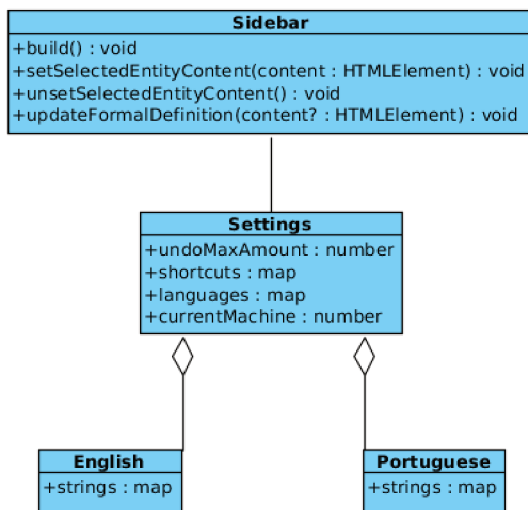 Sidebar
+build() : void
+setSelectedEntityContent(content : HTMLElement) : void
+unsetSelectedEntityContent() : void
+updateFormalDefinition(content? : HTMLElement) : void
Settings
+undoMaxAmount : number
+shortcuts : map
+languages : map
+currentMachine : number
English
+strings : map
Portuguese
+strings : map